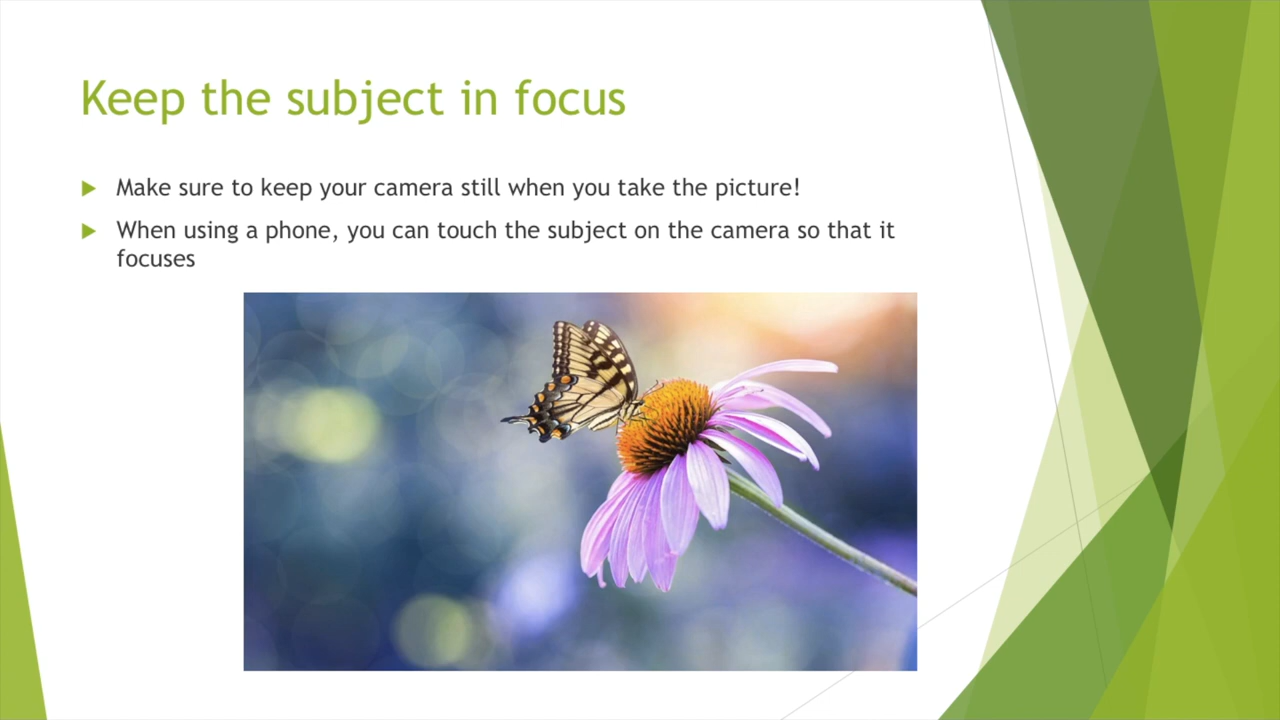 Keep the subject in focus
Make sure to keep your camera still when you take the picture!
When using a phone, you can touch the subject on the camera so that it
focuses